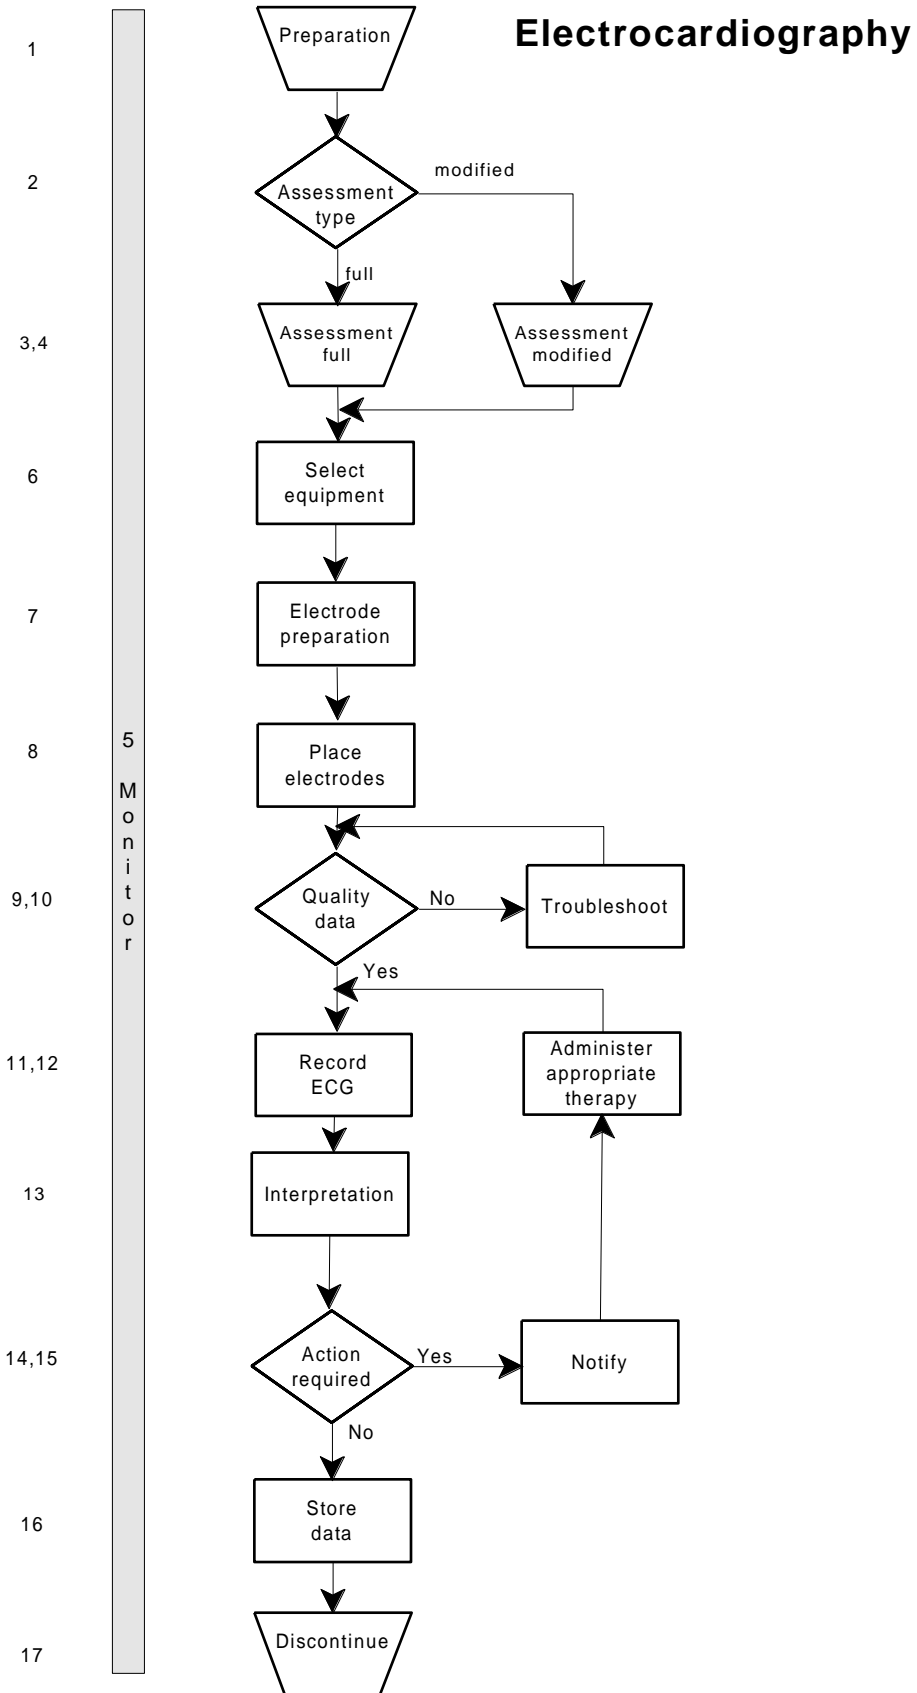 Electrocardiography
1
Preparation
2
Assessment
type
modified
full
3,4
Assessment
full
Assessment
modified
6
Select
equipment
7
Electrode
preparation
8
Place
electrodes
5
M
o
n
i
t
o
r
9,10
Quality
data
No
Troubleshoot
Yes
11,12
Record
ECG
Administer
appropriate
therapy
13
Interpretation
14,15
Action
required
Yes
Notify
No
16
Store
data
17
Discontinue